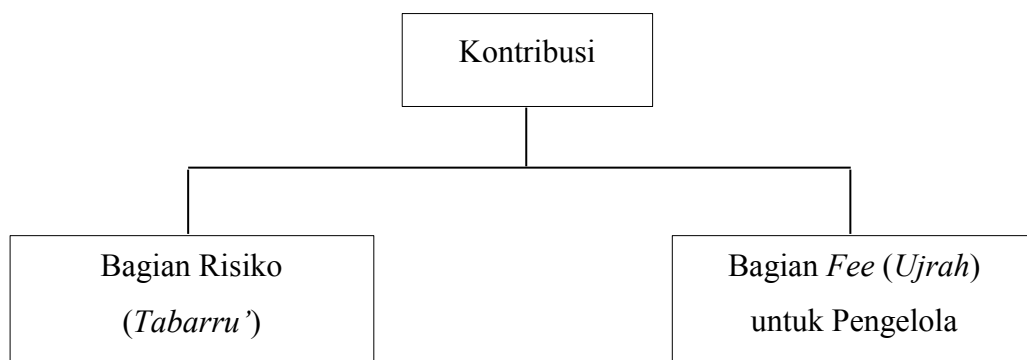 Kontribusi
Bagian Risiko
(Tabarru’)
Bagian Fee (Ujrah)
untuk Pengelola